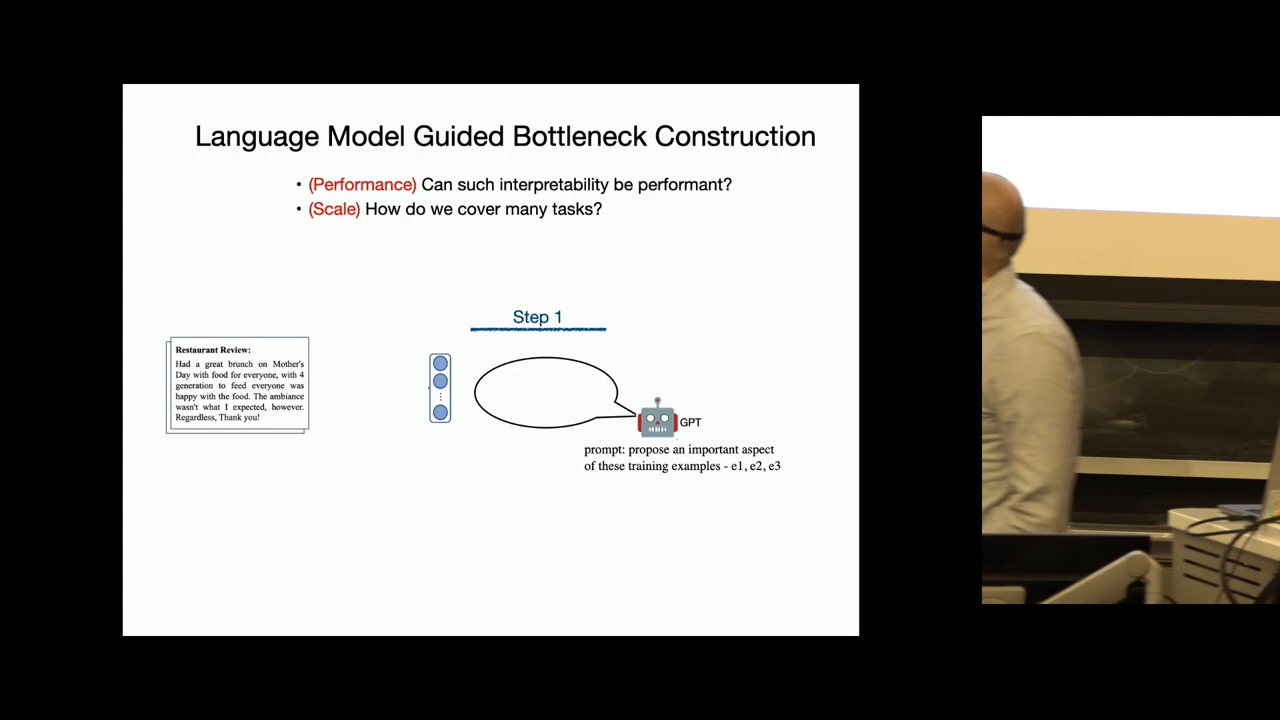 Language Model Guided Bottleneck Construction
• (Performance) Can such interpretability be performant?
• (Scale) How do we cover many tasks?
Step 1
Restaurant Review:
Had a great brunch on Mother's
Day with food for everyone, with 4
generation to feed everyone was
happy with the food. The ambiance
wasn't what I expected, however.
Regardless, Thank you!
GPT
prompt: propose an important aspect
of these training examples - e1, e2, e3